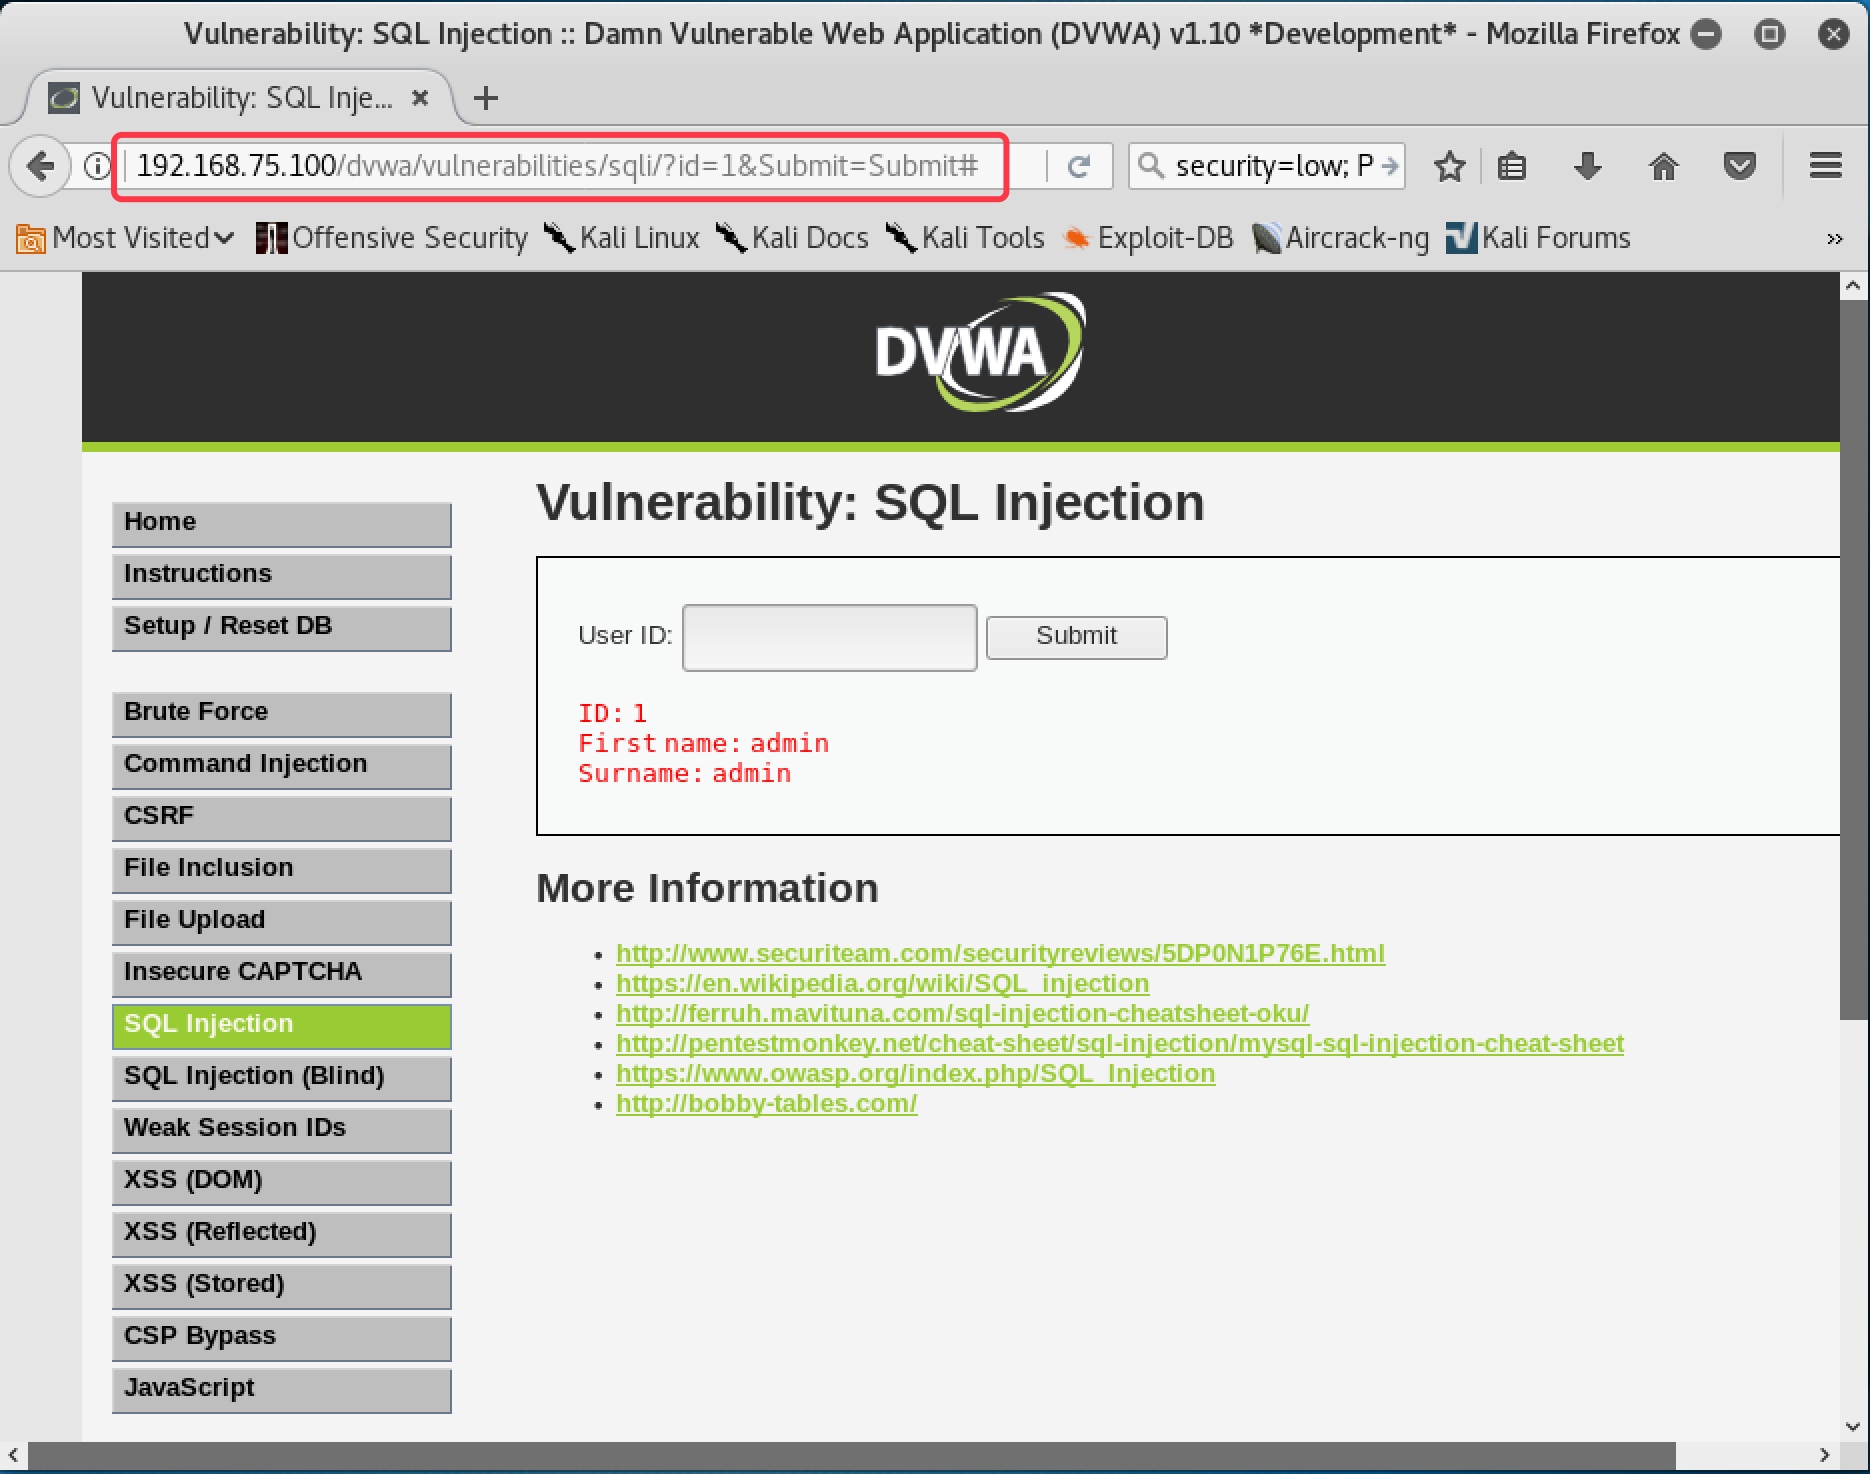 Vulnerability: SQL Injection :: Damn Vulnerable Web Application (DVWA) v1.10 *Development* - Mozilla Firefox
Vulnerability: SQL Inje...
192.168.75.100/dvwa/vulnerabilities/sqli/?id=1&Submit=Submit#
security=low; P
Most Visited
Offensive Security
Kali Linux
Kali Docs
Kali Tools
Exploit-DB
Aircrack-ng
Kali Forums
DVWA
Home
Instructions
Setup / Reset DB
Brute Force
Command Injection
CSRF
File Inclusion
File Upload
Insecure CAPTCHA
SQL Injection
SQL Injection (Blind)
Weak Session IDs
XSS (DOM)
XSS (Reflected)
XSS (Stored)
CSP Bypass
JavaScript
Vulnerability: SQL Injection
User ID:
Submit
ID: 1
First name: admin
Surname: admin
More Information
http://www.securiteam.com/securityreviews/5DP0N1P76E.html
https://en.wikipedia.org/wiki/SQL_injection
http://ferruh.mavituna.com/sql-injection-cheatsheet-oku/
http://pentestmonkey.net/cheat-sheet/sql-injection/mysql-sql-injection-cheat-sheet
https://www.owasp.org/index.php/SQL_Injection
http://bobby-tables.com/